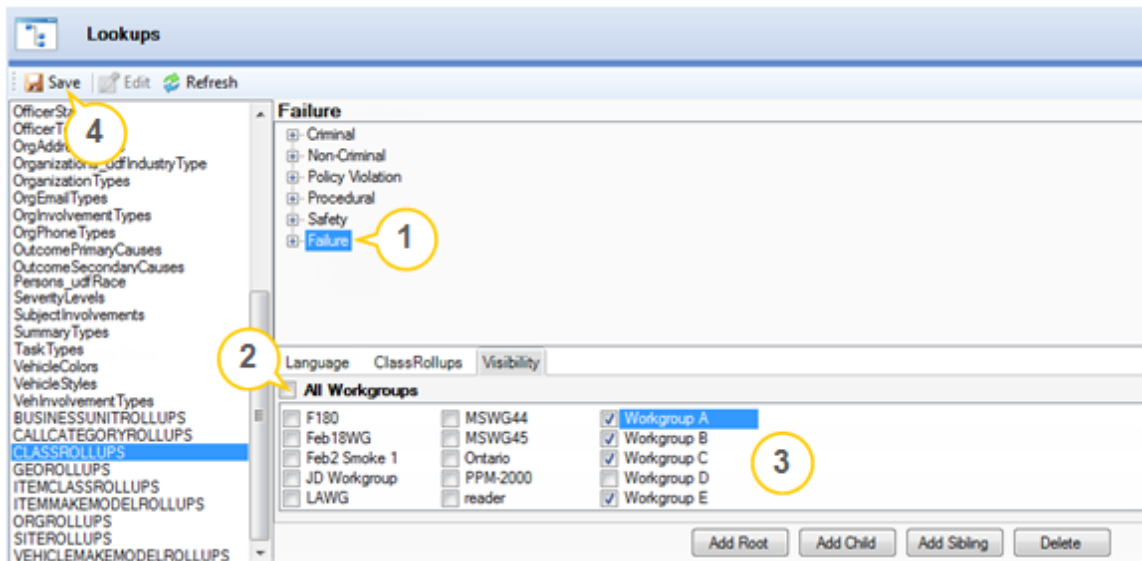 Lookups
Save Edit Refresh
4
OfficerSta
OfficerT
OrgAddr
Organizations_udfIndustryType
OrganizationTypes
OrgEmailTypes
OrgInvolvementTypes
OrgPhoneTypes
OutcomePrimaryCauses
OutcomeSecondaryCauses
Persons_udfRace
SeverityLevels
SubjectInvolvements
SummaryTypes
TaskTypes
VehicleColors
VehicleStyles
VehInvolvementTypes
BUSINESSUNITROLLUPS
CALLCATEGORYROLLUPS
CLASSROLLUPS
GEOROLLUPS
ITEMCLASSROLLUPS
ITEMMAKEMODELROLLUPS
ORGROLLUPS
SITEROLLUPS
VEHICLEMAKEMODELROLLUPS
Failure
Criminal
Non-Criminal
Policy Violation
Procedural
Safety
Failure
1
2
Language ClassRollups Visibility
All Workgroups
F180 MSWG44 Workgroup A
Feb18WG MSWG45 Workgroup B
Feb2 Smoke 1 Ontario Workgroup C
JD Workgroup PPM-2000 Workgroup D
LAWG reader Workgroup E
3
Add Root Add Child Add Sibling Delete